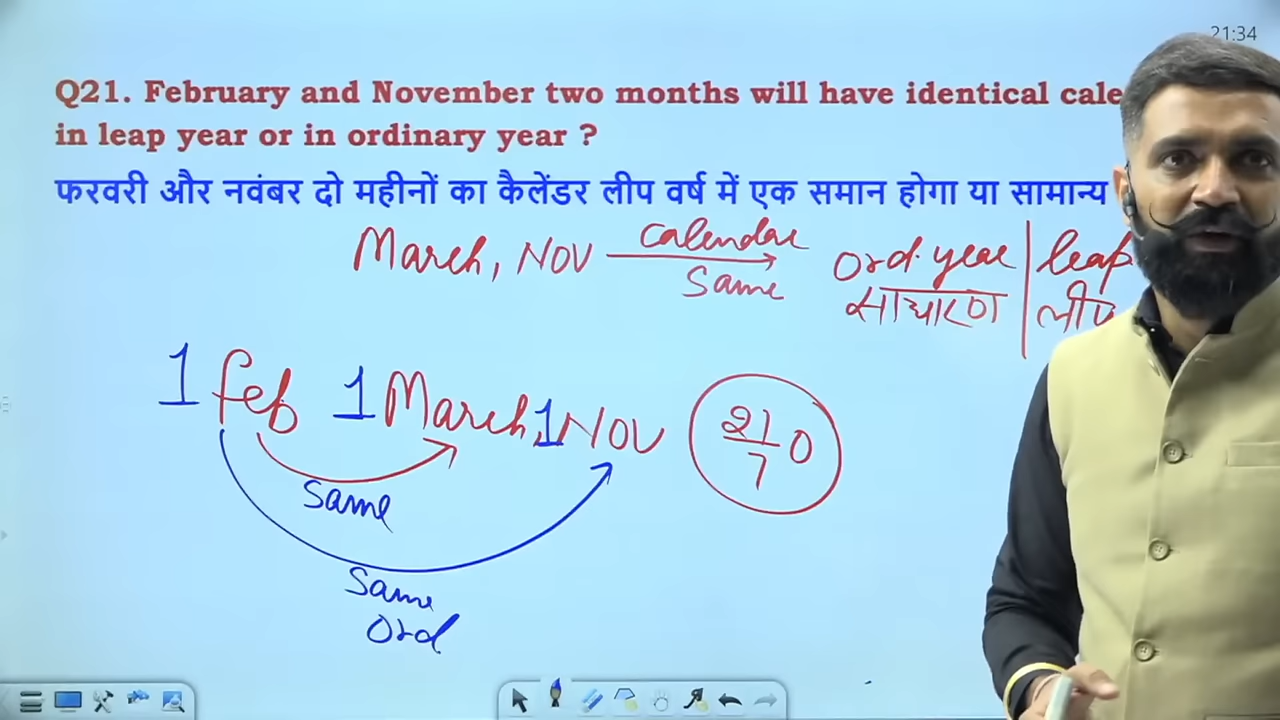 21:34
Q21. February and November two months will have identical cale
in leap year or in ordinary year ?
फरवरी और नवंबर दो महीनों का कैलेंडर लीप वर्ष में एक समान होगा या सामान्य
March, Nov calendar same Ord. year | leap
साधारण लीप
1 feb 1 March, 1 Nov 21/7 0
same
same
ord